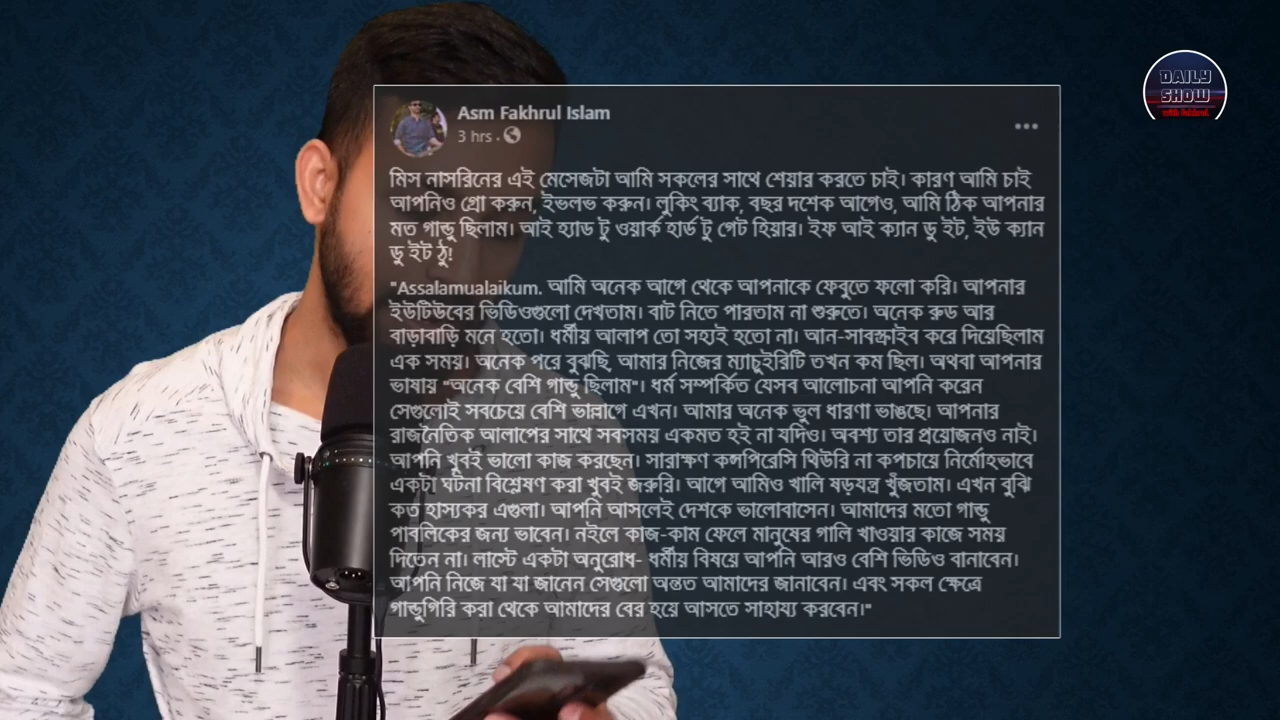 DAILY
SHOW
with fakhrul
Asm Fakhrul Islam
3 hrs ·
মিস নাসরিনের এই মেসেজটা আমি সকলের সাথে শেয়ার করতে চাই। কারণ আমি চাই
আপনিও গ্রো করুন, ইভলভ করুন। লুকিং ব্যাক, বছর দশেক আগেও, আমি ঠিক আপনার
মত গান্ডু ছিলাম। আই হ্যাড টু ওয়ার্ক হার্ড টু গেট হিয়ার। ইফ আই ক্যান ডু ইট, ইউ ক্যান
ডু ইট ঠু!
"Assalamualaikum. আমি অনেক আগে থেকে আপনাকে ফেবুতে ফলো করি। আপনার
ইউটিউবের ভিডিওগুলো দেখতাম। বাট নিতে পারতাম না শুরুতে। অনেক রুড আর
বাড়াবাড়ি মনে হতো। ধর্মীয় আলাপ তো সহ্যই হতো না। আন-সাবস্ক্রাইব করে দিয়েছিলাম
এক সময়। অনেক পরে বুঝছি, আমার নিজের ম্যাচুইরিটি তখন কম ছিল। অথবা আপনার
ভাষায় "অনেক বেশি গান্ডু ছিলাম"। ধর্ম সম্পর্কিত যেসব আলোচনা আপনি করেন
সেগুলোই সবচেয়ে বেশি ভাল্লাগে এখন। আমার অনেক ভুল ধারণা ভাঙছে। আপনার
রাজনৈতিক আলাপের সাথে সবসময় একমত হই না যদিও। অবশ্য তার প্রয়োজনও নাই।
আপনি খুবই ভালো কাজ করছেন। সারাক্ষণ কন্সপিরেসি থিউরি না কপচায়ে নির্মোহভাবে
একটা ঘটনা বিশ্লেষণ করা খুবই জরুরি। আগে আমিও খালি ষড়যন্ত্র খুঁজতাম। এখন বুঝি
কত হাস্যকর এগুলা। আপনি আসলেই দেশকে ভালোবাসেন। আমাদের মতো গান্ডু
পাবলিকের জন্য ভাবেন। নইলে কাজ-কাম ফেলে মানুষের গালি খাওয়ার কাজে সময়
দিতেন না। লাস্টে একটা অনুরোধ- ধর্মীয় বিষয়ে আপনি আরও বেশি ভিডিও বানাবেন।
আপনি নিজে যা যা জানেন সেগুলো অন্তত আমাদের জানাবেন। এবং সকল ক্ষেত্রে
গান্ডুগিরি করা থেকে আমাদের বের হয়ে আসতে সাহায্য করবেন।"